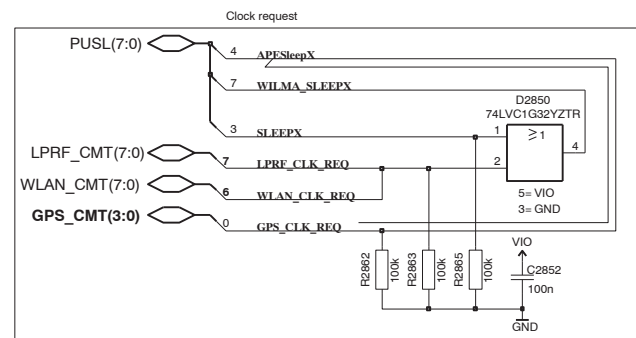 Clock request
PUSL(7:0)
4 APESleepX
7 WILMA_SLEEPX
D2850
74LVC1G32YZTR
3 SLEEPX
1 ≥1
4
LPRF_CMT(7:0)
7 LPRF_CLK_REQ
2
WLAN_CMT(7:0)
6 WLAN_CLK_REQ
5= VIO
3= GND
GPS_CMT(3:0)
0 GPS_CLK_REQ
VIO
R2862
100k
R2863
100k
R2865
100k
C2852
100n
GND